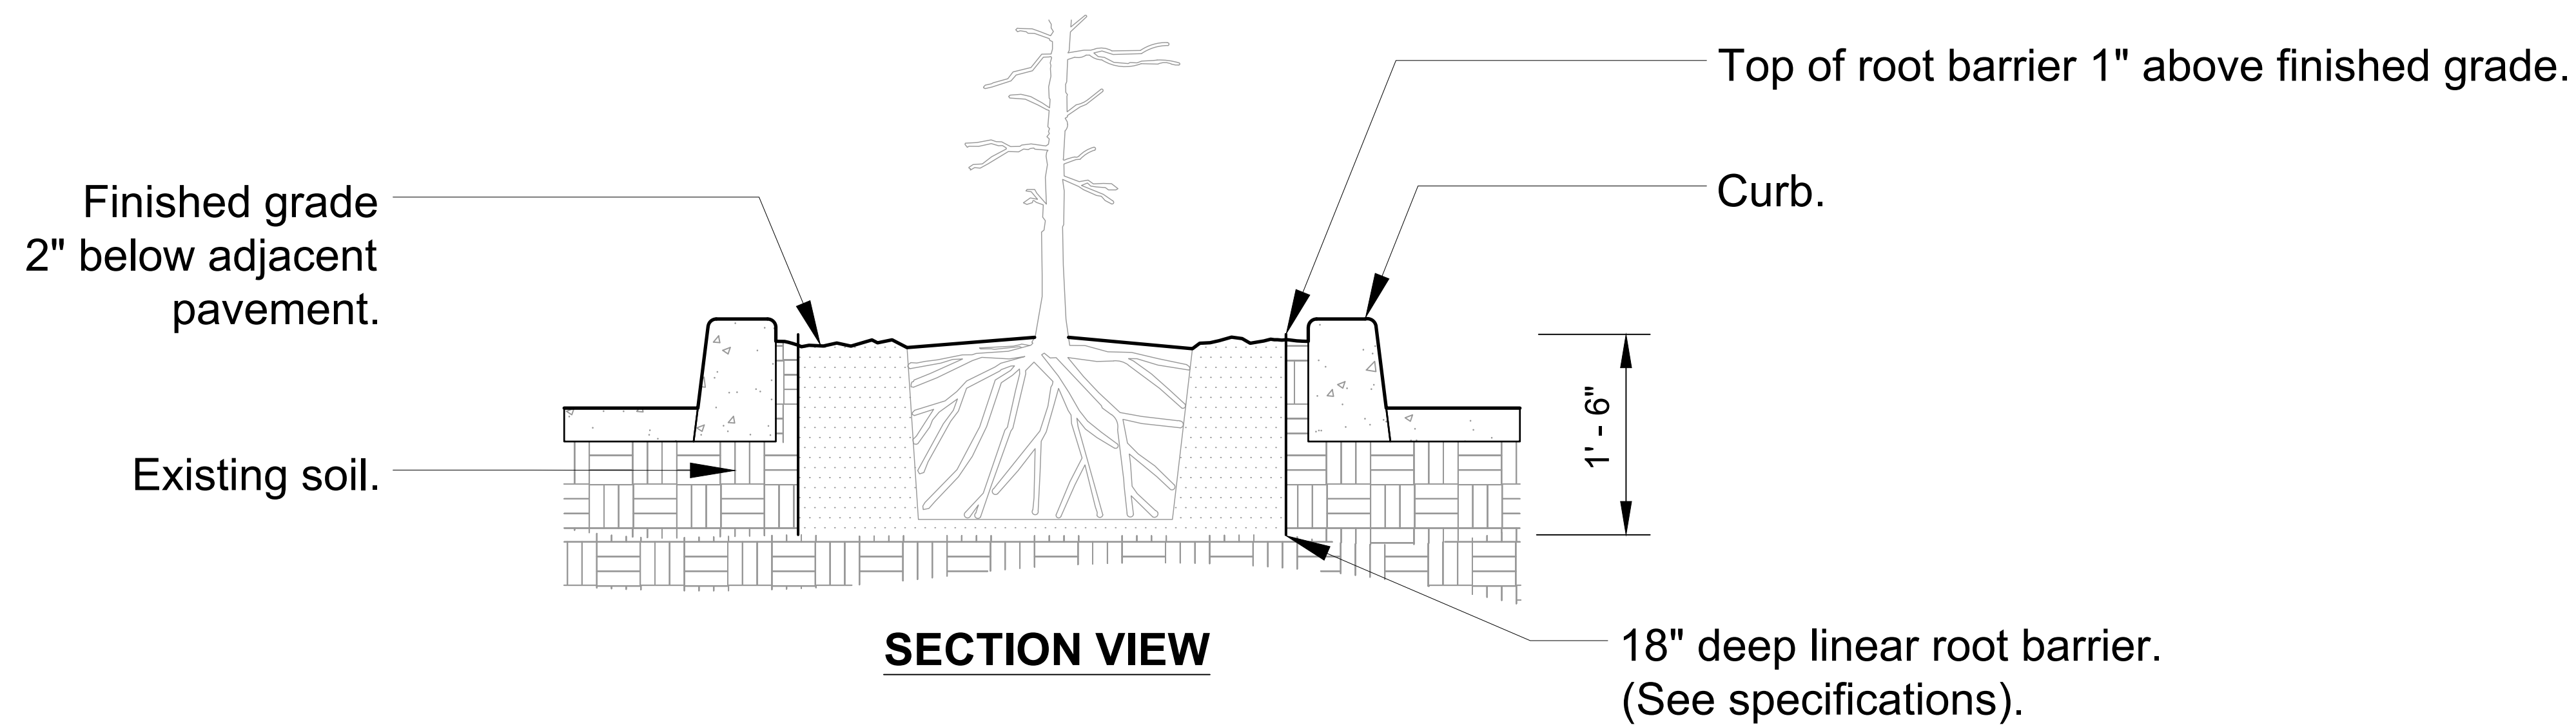 Top of root barrier 1" above finished grade.
Curb.
Finished grade
2" below adjacent
pavement.
Existing soil.
1' - 6"
18" deep linear root barrier.
(See specifications).
SECTION VIEW